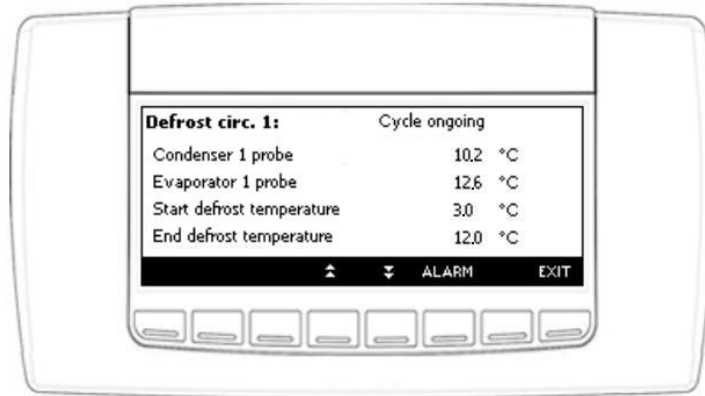 Defrost circ. 1: Cycle ongoing
Condenser 1 probe 10.2 °C
Evaporator 1 probe 12.6 °C
Start defrost temperature 3.0 °C
End defrost temperature 12.0 °C
ALARM EXIT